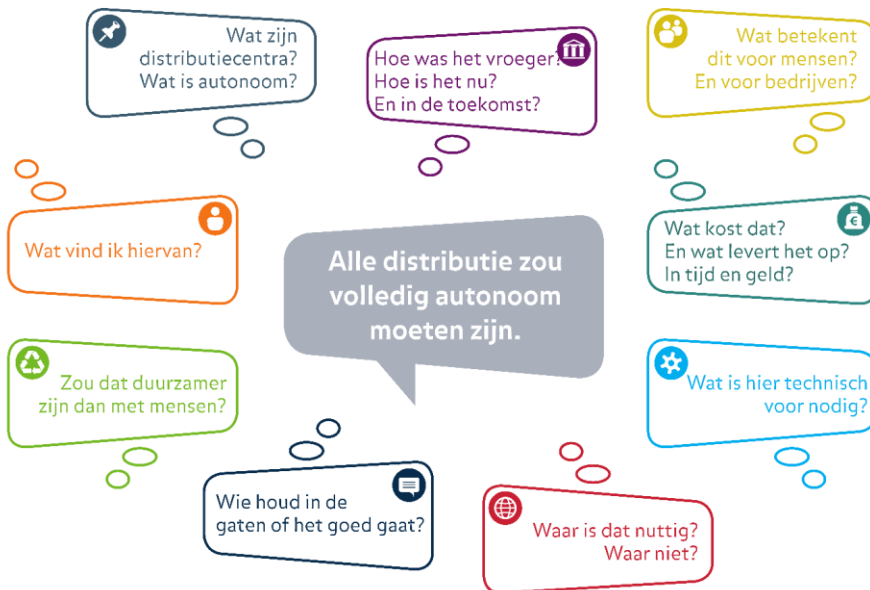 Wat zijn
distributiecentra?
Wat is autonoom?
Hoe was het vroeger?
Hoe is het nu?
En in de toekomst?
Wat betekent
dit voor mensen?
En voor bedrijven?
Wat vind ik hiervan?
Alle distributie zou
volledig autonoom
moeten zijn.
Wat kost dat?
En wat levert het op?
In tijd en geld?
Zou dat duurzamer
zijn dan met mensen?
Wat is hier technisch
voor nodig?
Wie houd in de
gaten of het goed gaat?
Waar is dat nuttig?
Waar niet?